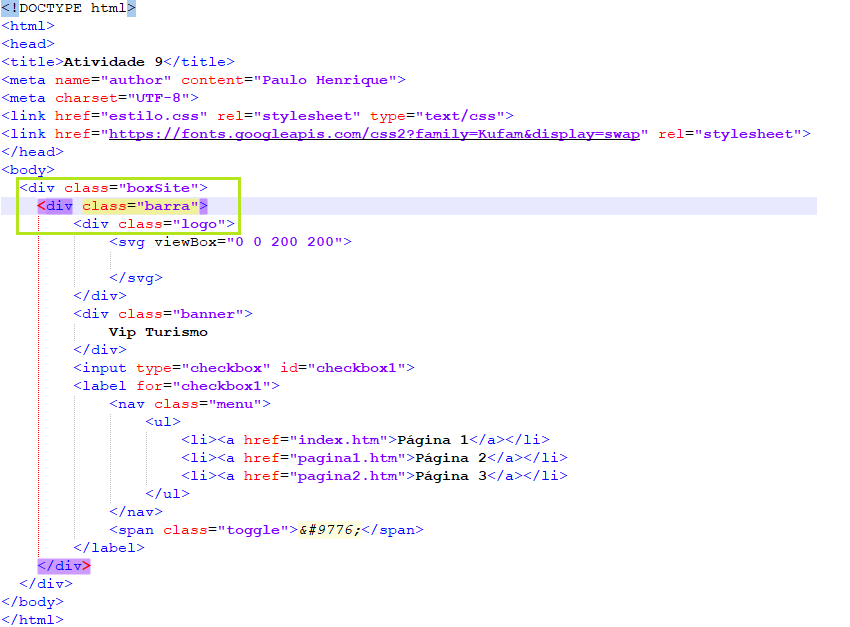 <!DOCTYPE html>
<html>
<head>
<title>Atividade 9</title>
<meta name="author" content="Paulo Henrique">
<meta charset="UTF-8">
<link href="estilo.css" rel="stylesheet" type="text/css">
<link href="https://fonts.googleapis.com/css2?family=Kufam&display=swap" rel="stylesheet">
</head>
<body>
  <div class="boxSite">
    <div class="barra">
        <div class="logo">
            <svg viewBox="0 0 200 200">
            </svg>
        </div>
        <div class="banner">
            Vip Turismo
        </div>
        <input type="checkbox" id="checkbox1">
        <label for="checkbox1">
            <nav class="menu">
                <ul>
                    <li><a href="index.htm">Página 1</a></li>
                    <li><a href="pagina1.htm">Página 2</a></li>
                    <li><a href="pagina2.htm">Página 3</a></li>
                </ul>
            </nav>
            <span class="toggle">&#9776;</span>
        </label>
    </div>
  </div>
</body>
</html>